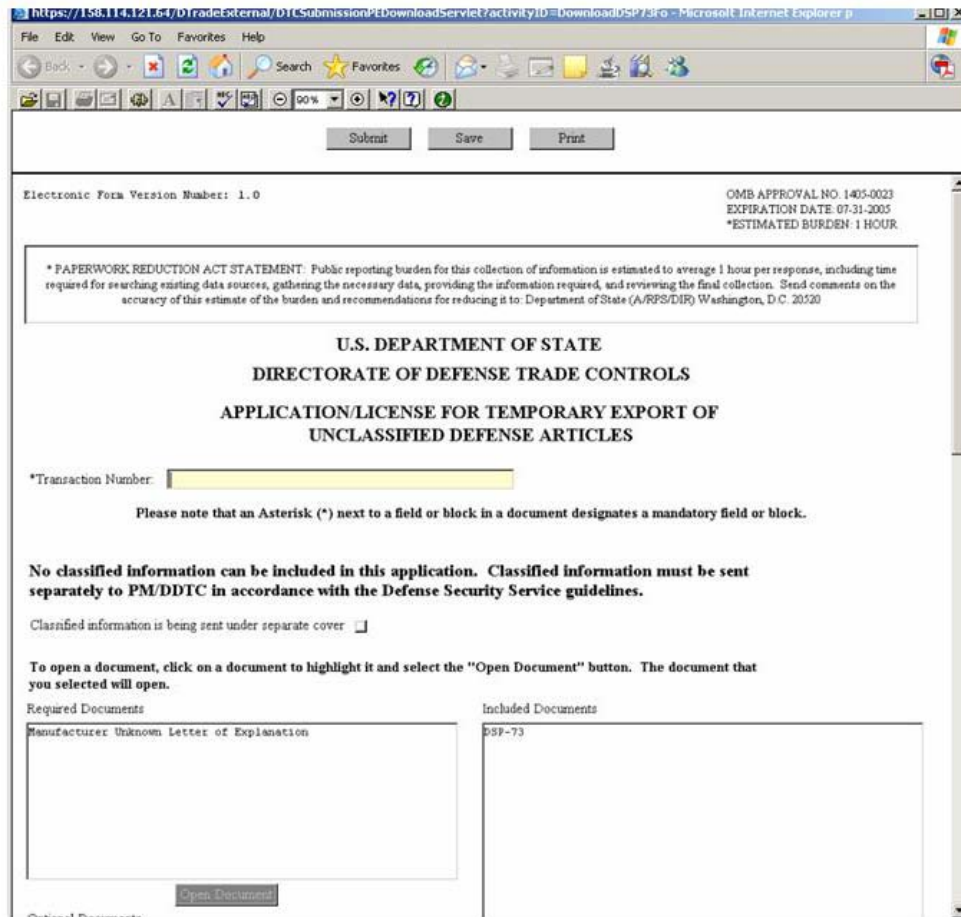 https://158.114.121.64/DTradeExternal/DTCSubmissionPEDownloadServlet?activityID=DownloadDSP73Fo - Microsoft Internet Explorer p
File Edit View Go To Favorites Help
Back Search Favorites
90%
Submit Save Print
Electronic Form Version Number: 1.0
OMB APPROVAL NO. 1405-0023
EXPIRATION DATE: 07-31-2005
*ESTIMATED BURDEN: 1 HOUR
* PAPERWORK REDUCTION ACT STATEMENT: Public reporting burden for this collection of information is estimated to average 1 hour per response, including time
required for searching existing data sources, gathering the necessary data, providing the information required, and reviewing the final collection. Send comments on the
accuracy of this estimate of the burden and recommendations for reducing it to: Department of State (A/RPS/DIR) Washington, D.C. 20520
U.S. DEPARTMENT OF STATE
DIRECTORATE OF DEFENSE TRADE CONTROLS
APPLICATION/LICENSE FOR TEMPORARY EXPORT OF
UNCLASSIFIED DEFENSE ARTICLES
*Transaction Number:
Please note that an Asterisk (*) next to a field or block in a document designates a mandatory field or block.
No classified information can be included in this application. Classified information must be sent
separately to PM/DDTC in accordance with the Defense Security Service guidelines.
Classified information is being sent under separate cover
To open a document, click on a document to highlight it and select the "Open Document" button. The document that
you selected will open.
Required Documents
Included Documents
Manufacturer Unknown Letter of Explanation
DSP-73
Open Document
Optional Documents